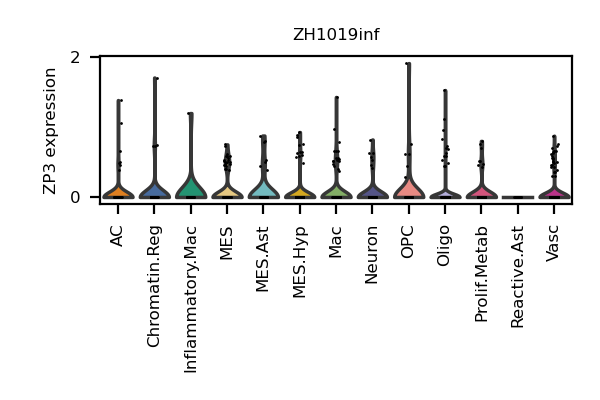 ZH1019inf
ZP3 expression
2
0
AC
Chromatin.Reg
Inflammatory.Mac
MES
MES.Ast
MES.Hyp
Mac
Neuron
OPC
Oligo
Prolif.Metab
Reactive.Ast
Vasc